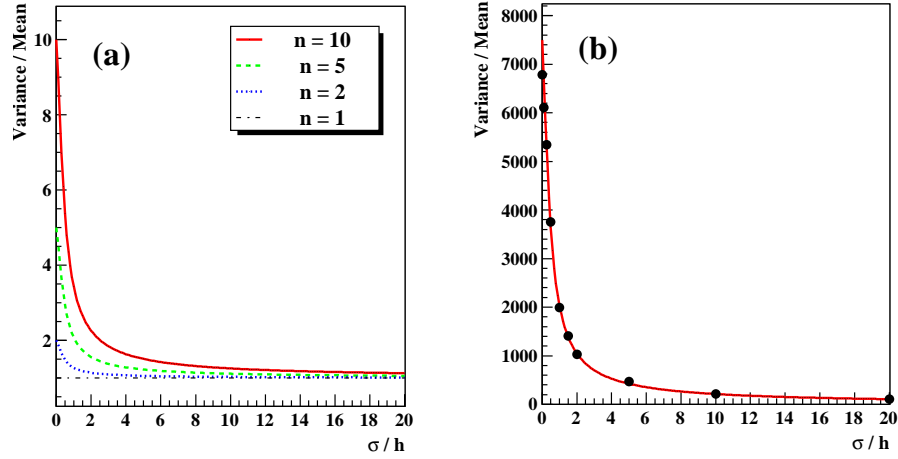 Variance / Mean
10
8
6
4
2
0 2 4 6 8 10 12 14 16 18 20
σ / h
(a)
n = 10
n = 5
n = 2
n = 1
Variance / Mean
8000
7000
6000
5000
4000
3000
2000
1000
0
0 2 4 6 8 10 12 14 16 18 20
σ / h
(b)